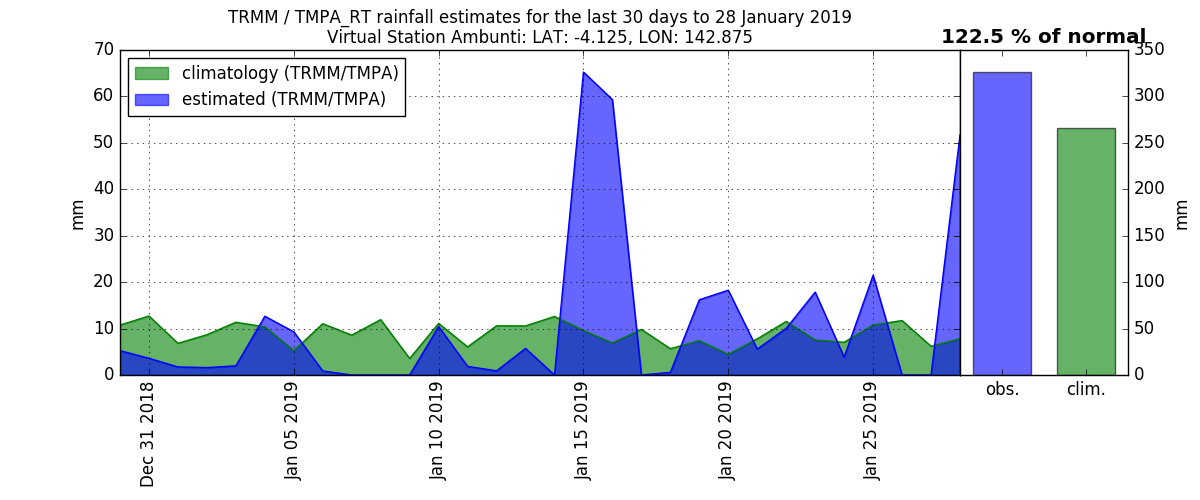 TRMM / TMPA_RT rainfall estimates for the last 30 days to 28 January 2019
Virtual Station Ambunti: LAT: -4.125, LON: 142.875
122.5 % of normal
climatology (TRMM/TMPA)
estimated (TRMM/TMPA)
70
60
50
40
30
20
10
0
mm
350
300
250
200
150
100
50
0
mm
Dec 31 2018
Jan 05 2019
Jan 10 2019
Jan 15 2019
Jan 20 2019
Jan 25 2019
obs.
clim.